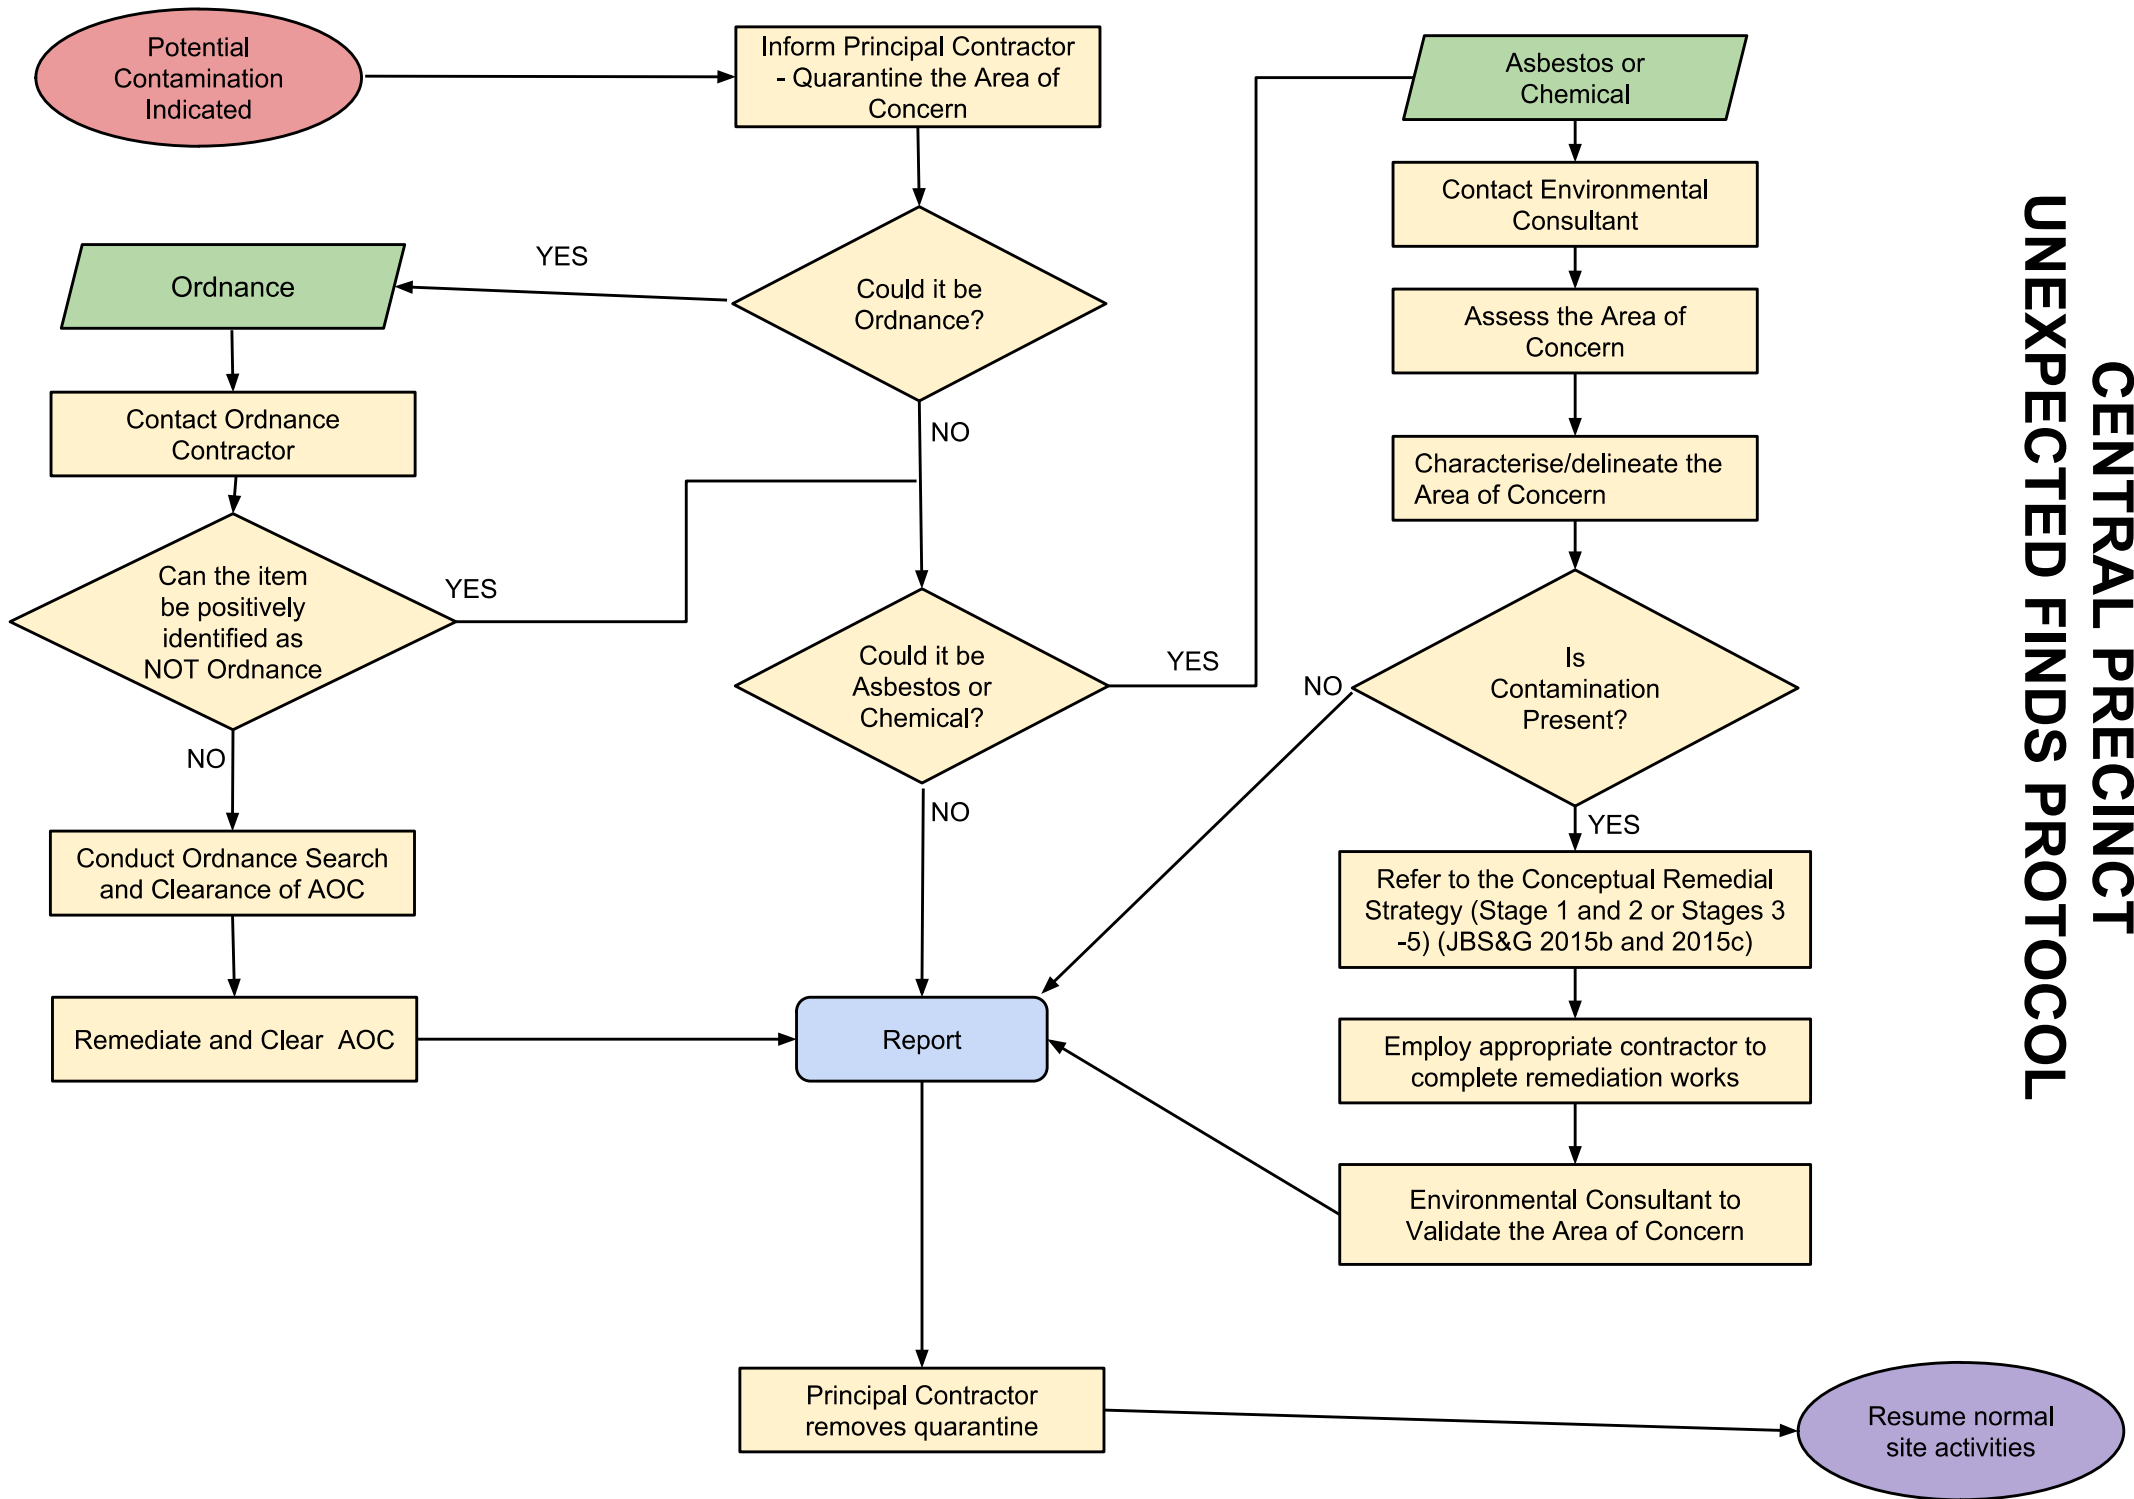 Potential
Contamination
Indicated
Inform Principal Contractor
- Quarantine the Area of
Concern
Asbestos or
Chemical
Contact Environmental
Consultant
YES
Ordnance
Could it be
Ordnance?
Assess the Area of
Concern
Contact Ordnance
Contractor
NO
Characterise/delineate the
Area of Concern
Can the item
be positively
identified as
NOT Ordnance
YES
Could it be
Asbestos or
Chemical?
YES
NO
Is
Contamination
Present?
NO
NO
YES
Conduct Ordnance Search
and Clearance of AOC
Refer to the Conceptual Remedial
Strategy (Stage 1 and 2 or Stages 3
-5) (JBS&G 2015b and 2015c)
Remediate and Clear AOC
Report
Employ appropriate contractor to
complete remediation works
Environmental Consultant to
Validate the Area of Concern
Principal Contractor
removes quarantine
Resume normal
site activities
CENTRAL PRECINCT
UNEXPECTED FINDS PROTOCOL